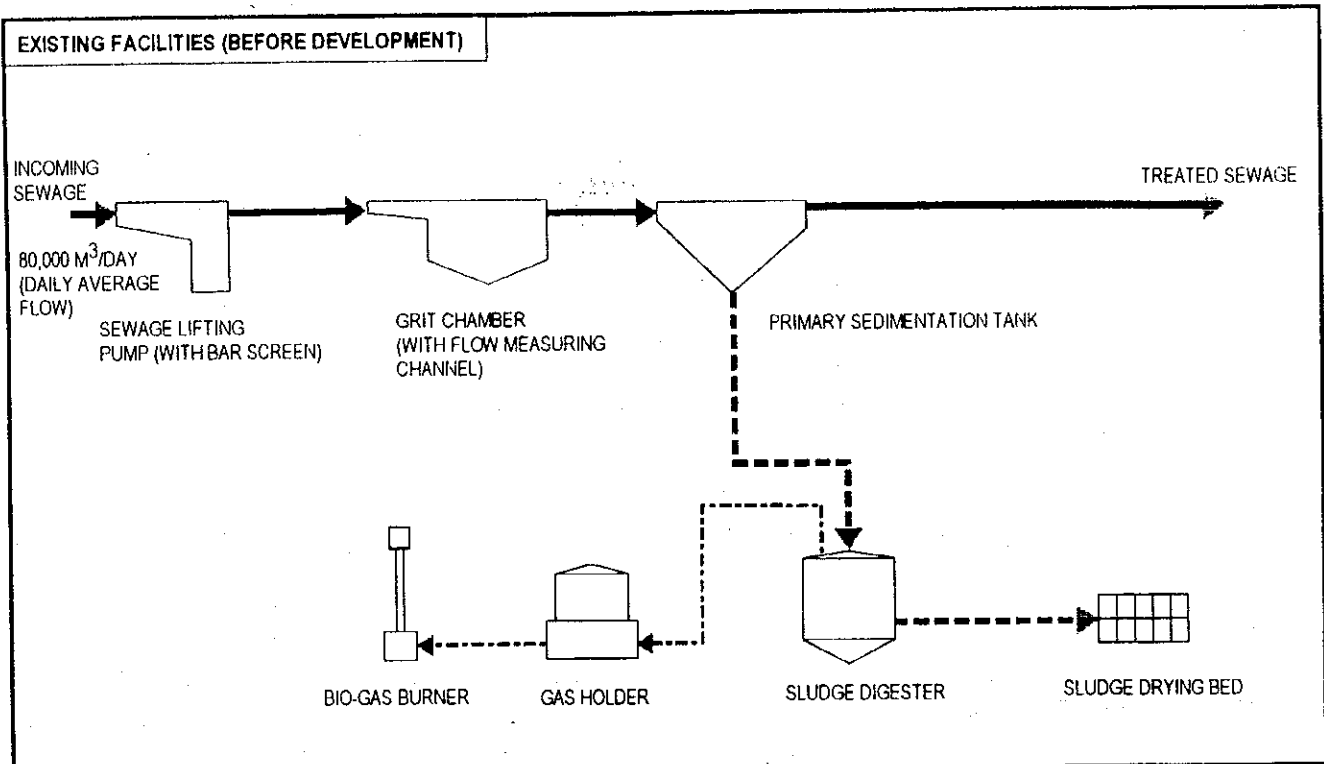 EXISTING FACILITIES (BEFORE DEVELOPMENT)
INCOMING
SEWAGE
TREATED SEWAGE
80,000 M³/DAY
(DAILY AVERAGE
FLOW)
SEWAGE LIFTING
PUMP (WITH BAR SCREEN)
GRIT CHAMBER
(WITH FLOW MEASURING
CHANNEL)
PRIMARY SEDIMENTATION TANK
BIO-GAS BURNER
GAS HOLDER
SLUDGE DIGESTER
SLUDGE DRYING BED